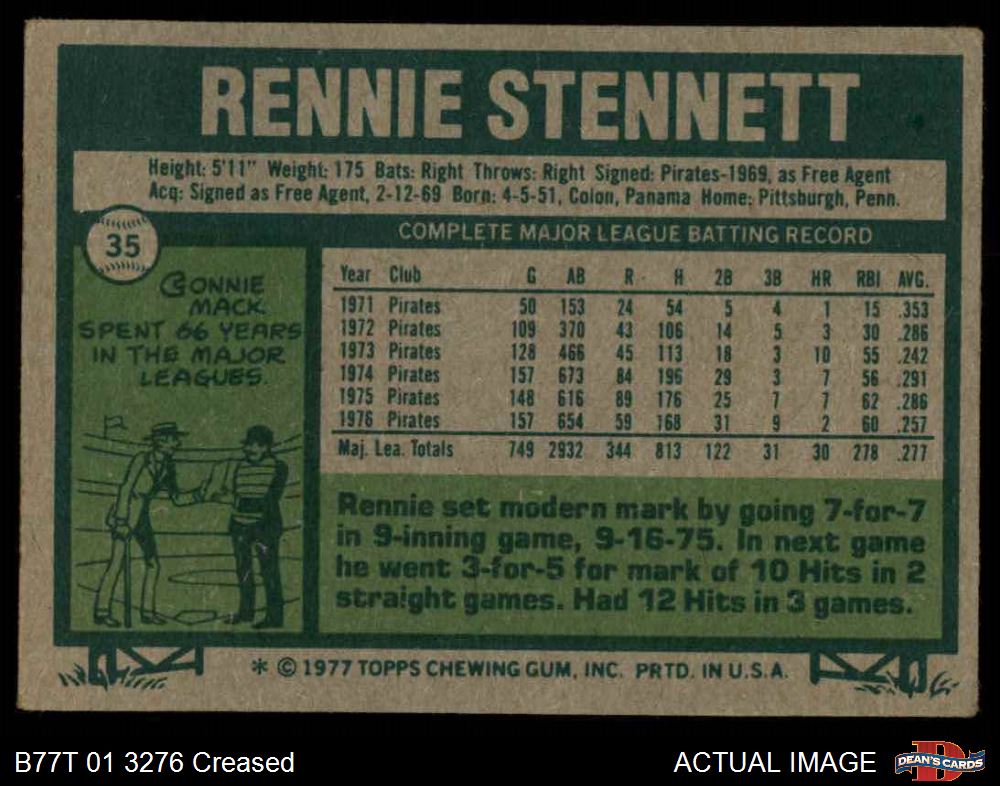 RENNIE STENNETT
Height: 5'11" Weight: 175 Bats: Right Throws: Right Signed: Pirates-1969, as Free Agent
Acq: Signed as Free Agent, 2-12-69 Born: 4-5-51, Colon, Panama Home: Pittsburgh, Penn.
35
COMPLETE MAJOR LEAGUE BATTING RECORD
CONNIE
MACK
SPENT 66 YEARS
IN THE MAJOR
LEAGUES.
Year Club G AB R H 2B 3B HR RBI AVG.
1971 Pirates 50 153 24 54 5 4 1 15 .353
1972 Pirates 109 370 43 106 14 5 3 30 .286
1973 Pirates 128 466 45 113 18 3 10 55 .242
1974 Pirates 157 673 84 196 29 3 7 56 .291
1975 Pirates 148 616 89 176 25 7 7 62 .286
1976 Pirates 157 654 59 168 31 9 2 60 .257
Maj. Lea. Totals 749 2932 344 813 122 31 30 278 .277
Rennie set modern mark by going 7-for-7
in 9-inning game, 9-16-75. In next game
he went 3-for-5 for mark of 10 Hits in 2
straight games. Had 12 Hits in 3 games.
* © 1977 TOPPS CHEWING GUM, INC. PRTD. IN U.S.A.
B77T 01 3276 Creased
ACTUAL IMAGE
D
DEAN'S CARDS